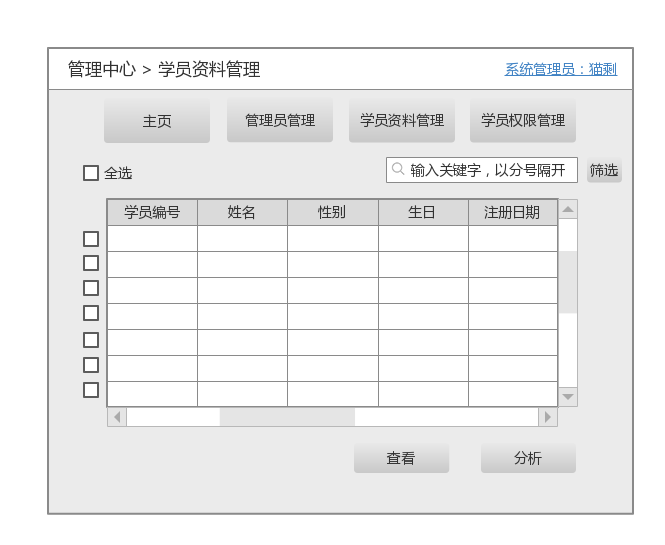 管理中心 > 学员资料管理
系统管理员：猫剩
主页
管理员管理
学员资料管理
学员权限管理
全选
输入关键字，以分号隔开
筛选
学员编号 姓名 性别 生日 注册日期
查看
分析